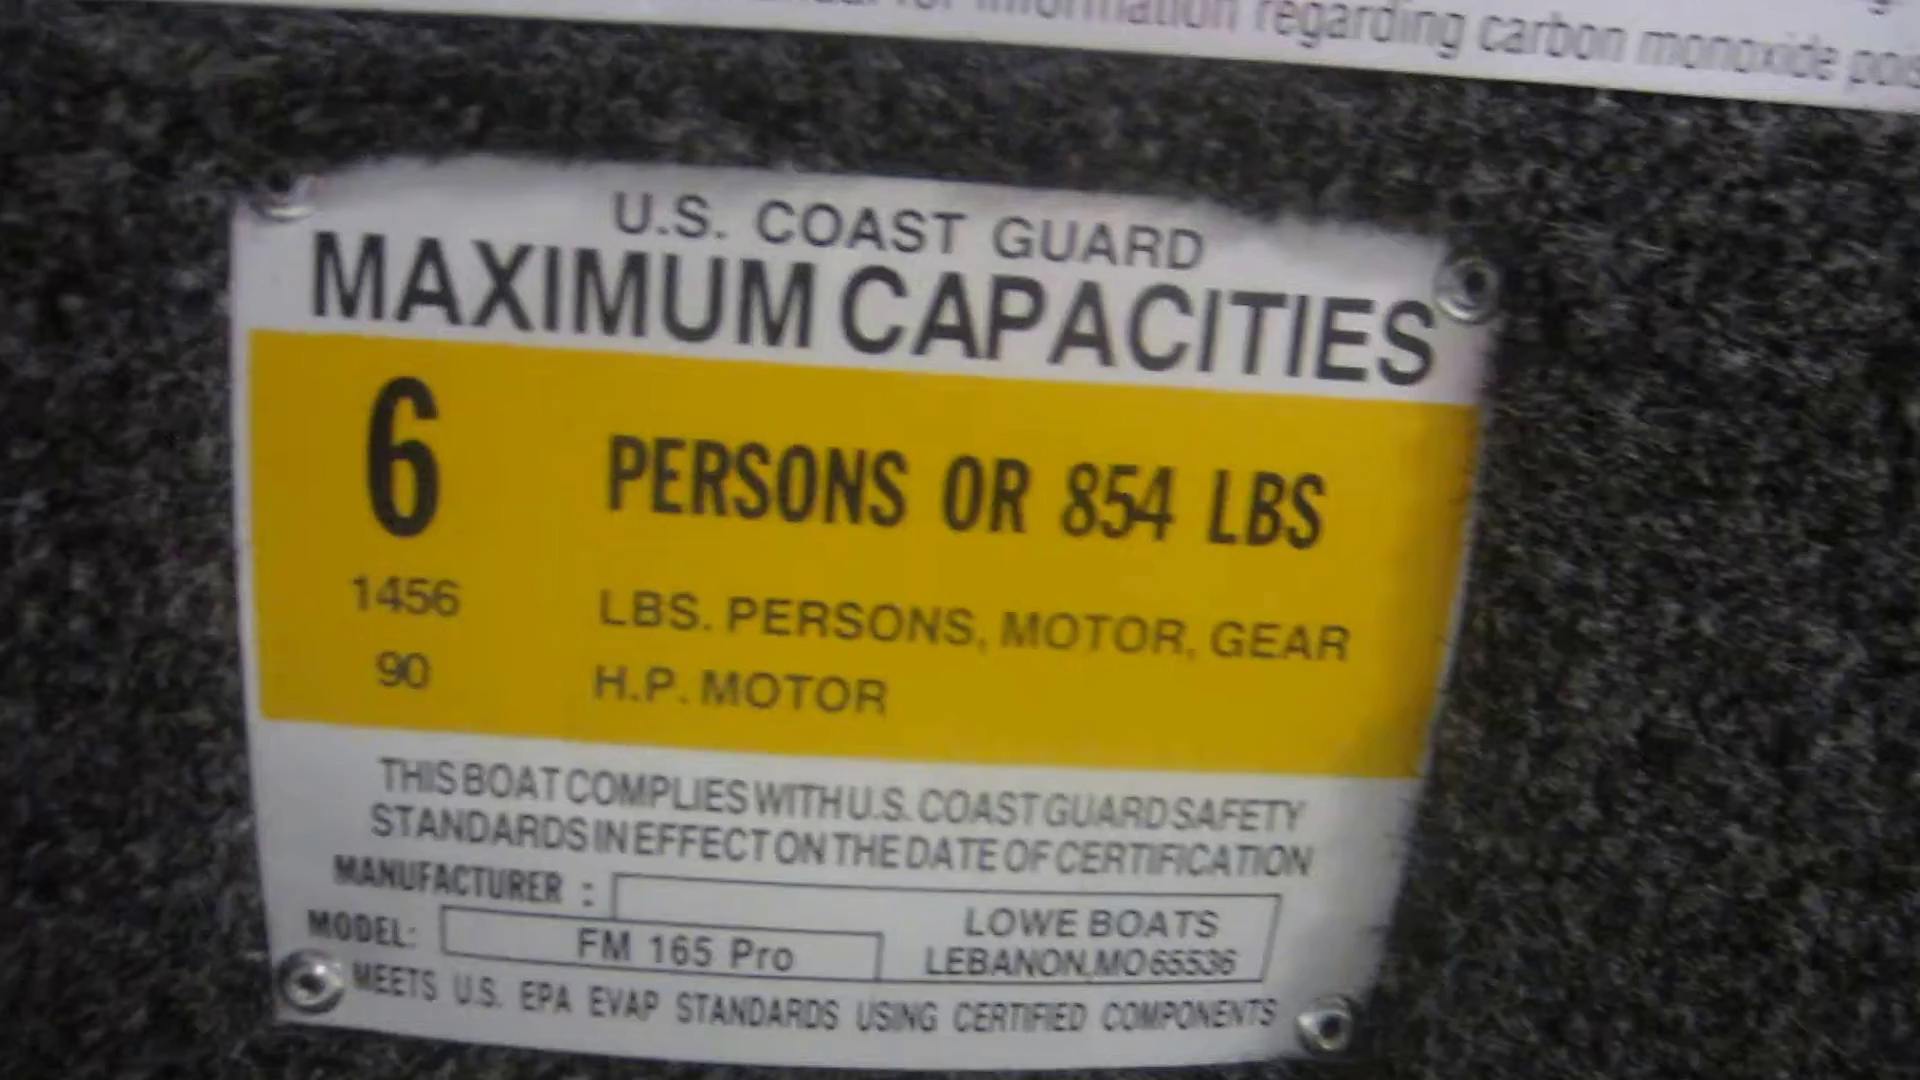 information regarding carbon monoxide
U.S. COAST GUARD
MAXIMUM CAPACITIES
6 PERSONS OR 854 LBS
1456 LBS. PERSONS, MOTOR, GEAR
90 H.P. MOTOR
THIS BOAT COMPLIES WITH U.S. COAST GUARD SAFETY
STANDARDS IN EFFECT ON THE DATE OF CERTIFICATION
MANUFACTURER : LOWE BOATS
LEBANON, MO 65536
MODEL: FM 165 Pro
MEETS U.S. EPA EVAP STANDARDS USING CERTIFIED COMPONENTS